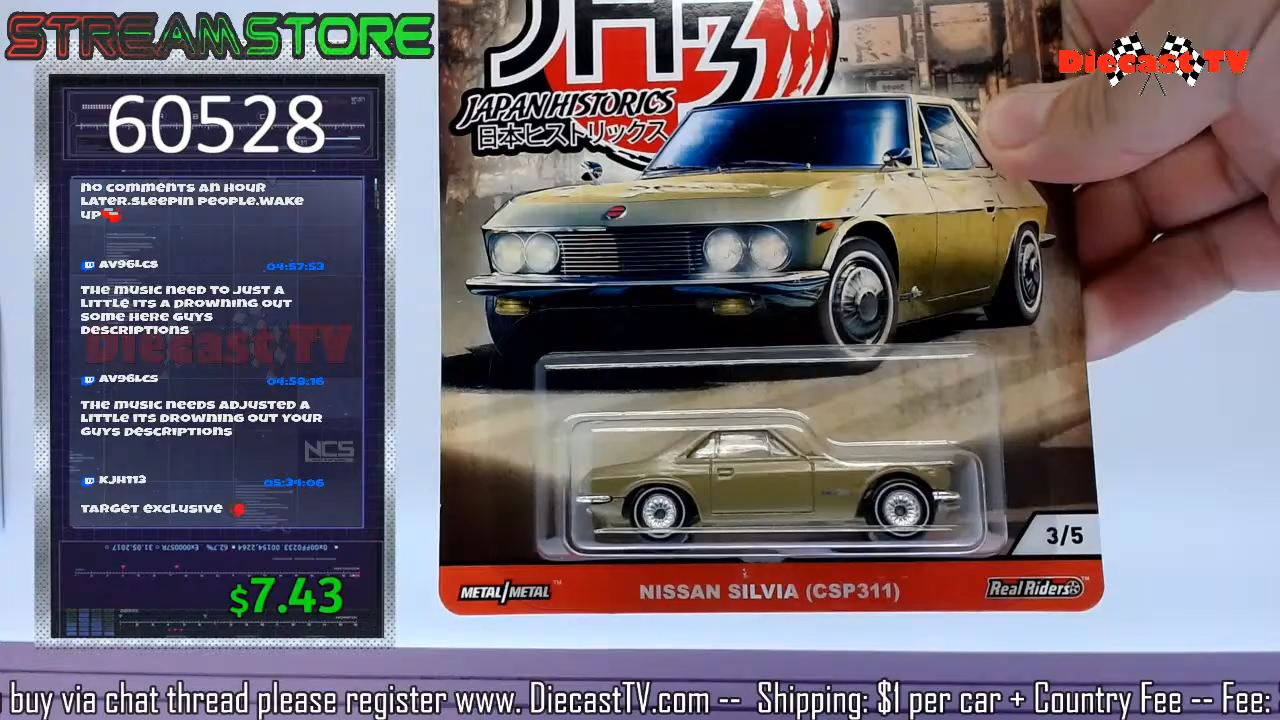 STREAMSTORE
60528
NO COMMENTS AN HOUR
LATER.SLEEPIN PEOPLE.WAKE
UP
AV96LCS 04:57:53
THE MUSIC NEED TO JUST A
LITTLE ITS A DROWNING OUT
SOME HERE GUYS
DESCRIPTIONS
Diecast TV
AV96LCS 04:58:16
THE MUSIC NEEDS ADJUSTED A
LITTLE ITS DROWNING OUT YOUR
GUYS DESCRIPTIONS
NCS
KJH113 05:34:06
TARGET EXCLUSIVE
$7.43
JH3
JAPAN HISTORICS
日本ヒストリックス
Diecast TV
3/5
METAL/METAL™
NISSAN SILVIA (CSP311)
Real Riders
buy via chat thread please register www. DiecastTV.com -- Shipping: $1 per car + Country Fee -- Fee: